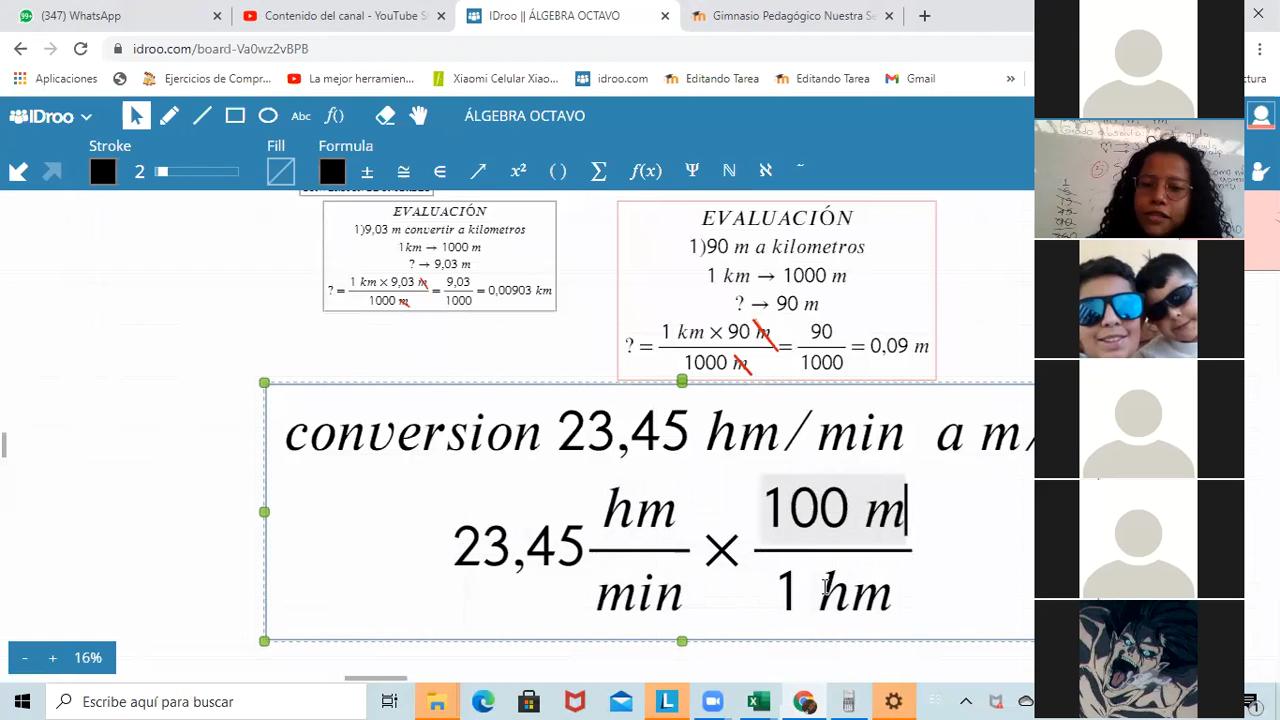 (347) WhatsApp
Contenido del canal - YouTube S
IDroo || ÁLGEBRA OCTAVO
Gimnasio Pedagógico Nuestra Se
idroo.com/board-Va0wz2vBPB
Aplicaciones
Ejercicios de Compr...
La mejor herramien...
Xiaomi Celular Xiao...
idroo.com
Editando Tarea
Editando Tarea
Gmail
»
IDroo
Abc
f()
ÁLGEBRA OCTAVO
Stroke
2
Fill
Formula
± ≅ ∈ x² ( ) ∑ f(x) Ψ ℕ ℵ ~
EVALUACIÓN
1)9,03 m convertir a kilometros
1km → 1000 m
? → 9,03 m
? = 1 km × 9,03 m / 1000 m = 9,03 / 1000 = 0,00903 km
EVALUACIÓN
1)90 m a kilometros
1 km → 1000 m
? → 90 m
? = 1 km × 90 m / 1000 m = 90 / 1000 = 0,09 m
conversion 23,45 hm/min a m/
23,45 hm / min × 100 m / 1 hm
- + 16%
Escribe aquí para buscar